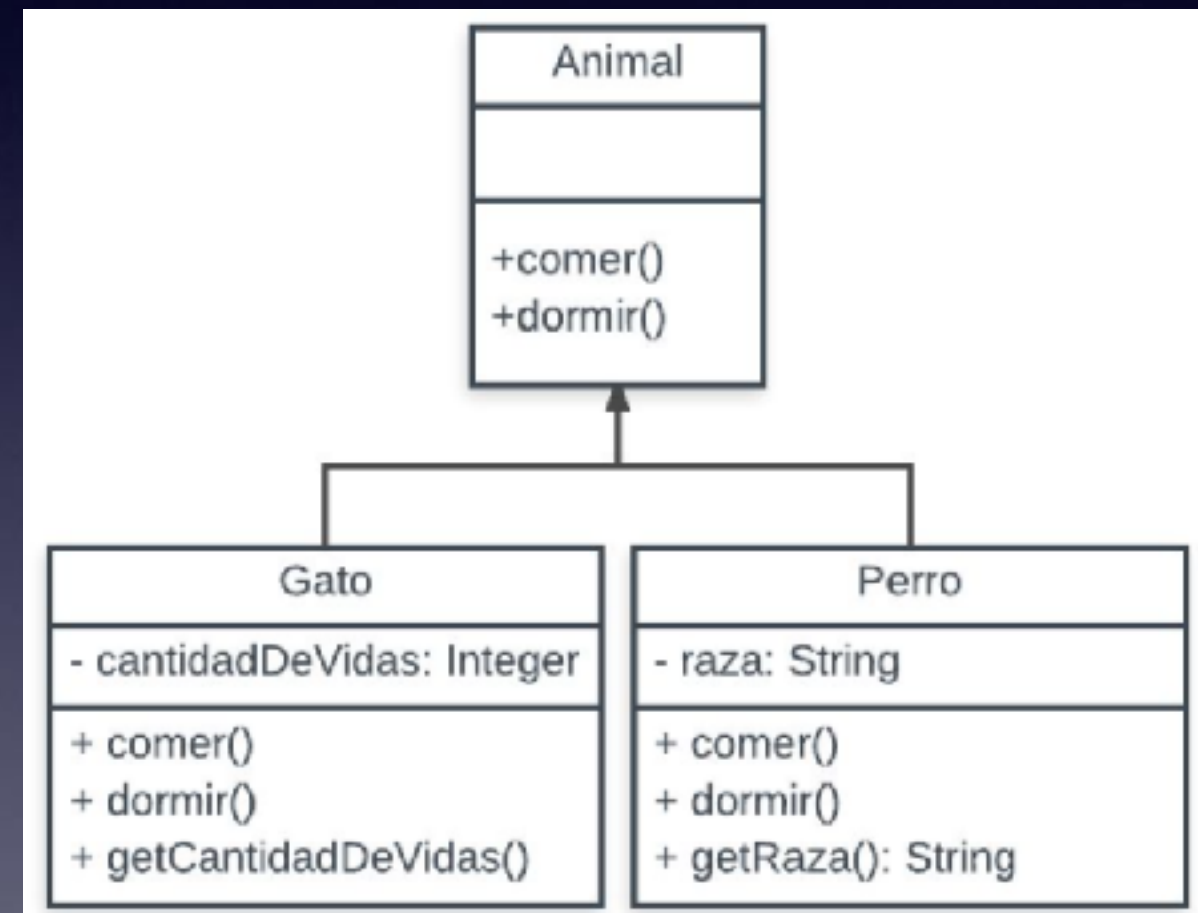 Animal
+comer()
+dormir()
Gato
- cantidadDeVidas: Integer
+ comer()
+ dormir()
+ getCantidadDeVidas()
Perro
- raza: String
+ comer()
+ dormir()
+ getRaza(): String